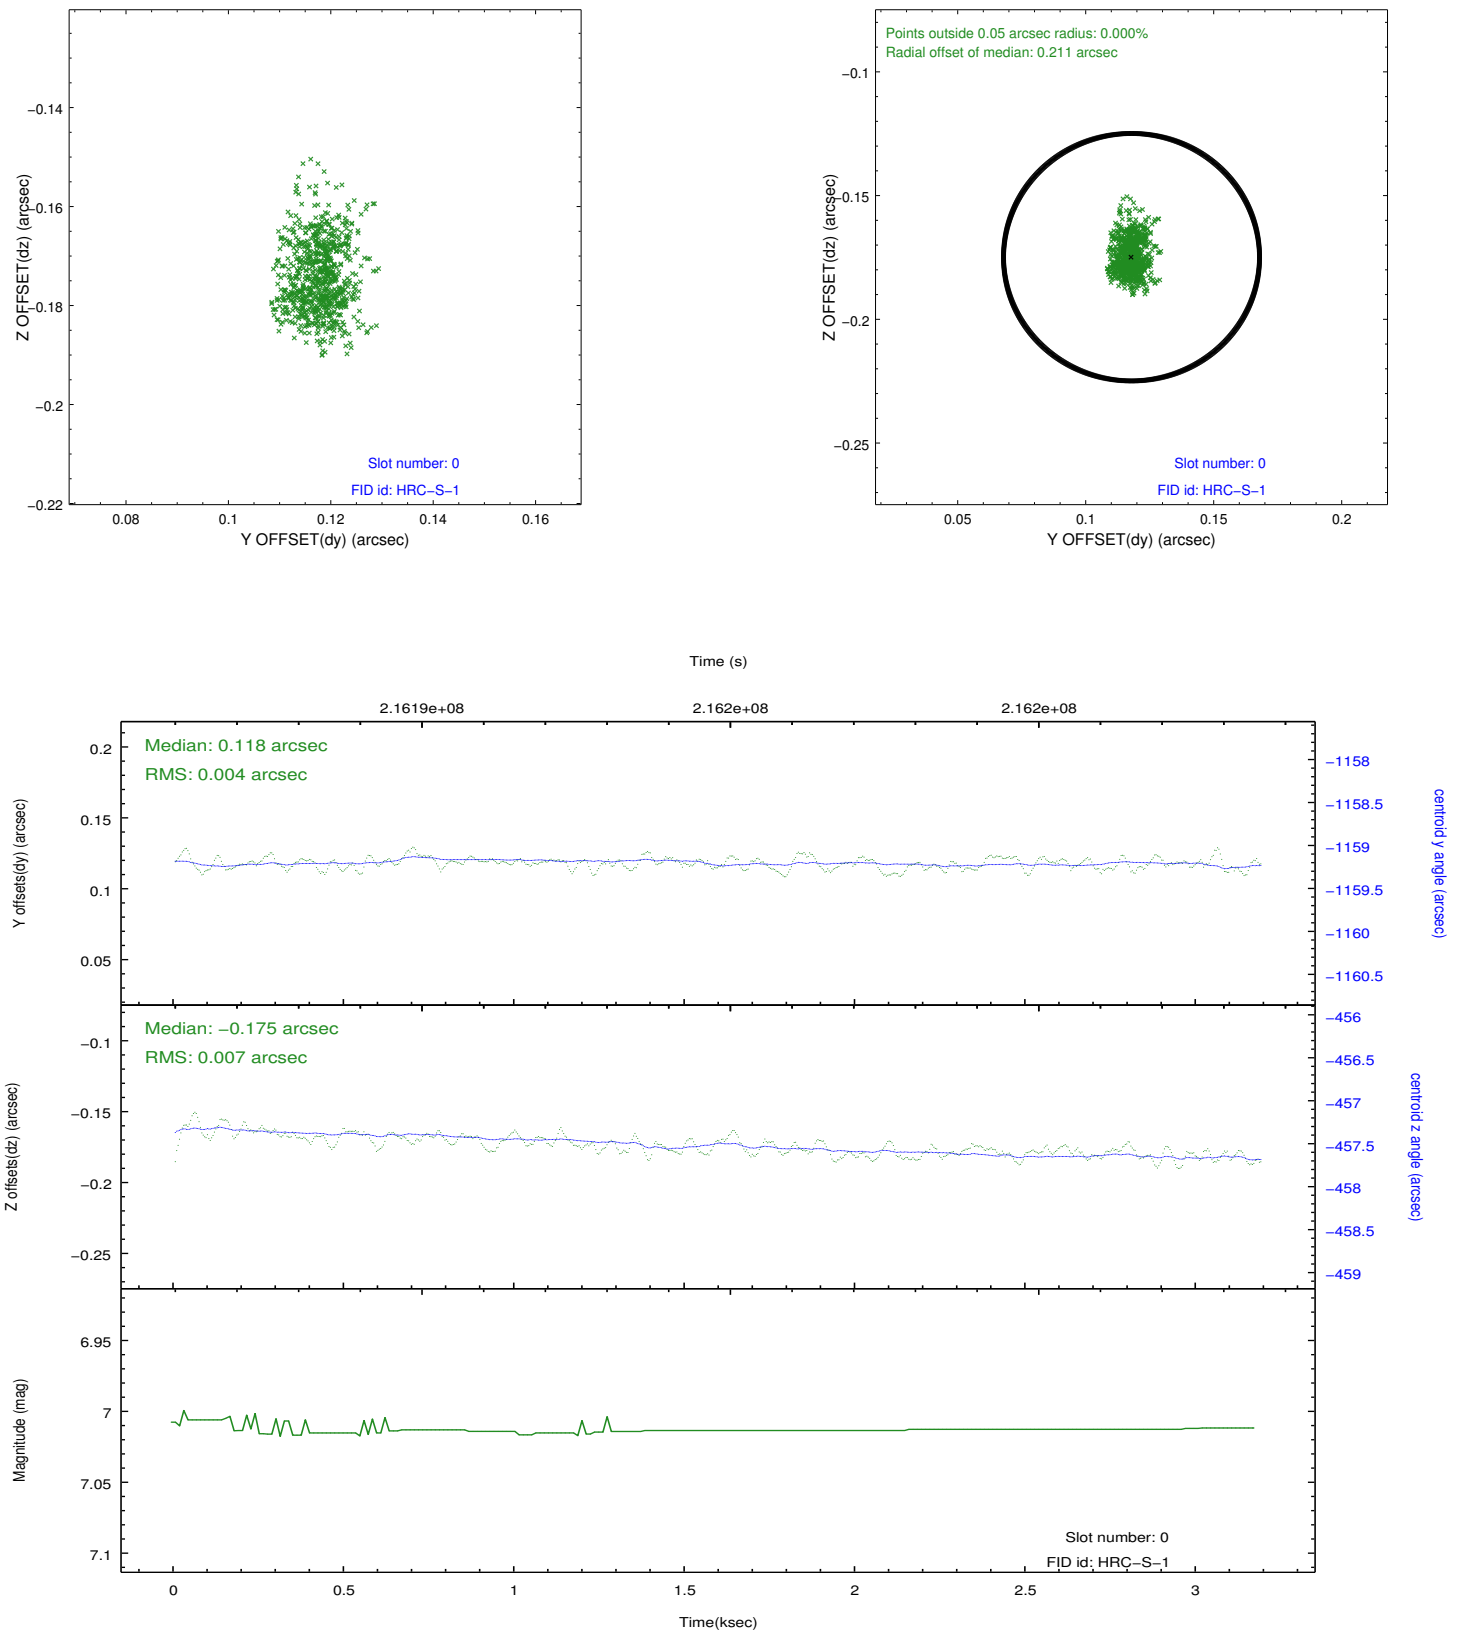 −0.14
−0.16
−0.18
−0.2
−0.22
Z OFFSET(dz) (arcsec)
Slot number: 0
FID id: HRC−S−1
0.08
0.1
0.12
0.14
0.16
Y OFFSET(dy) (arcsec)
Points outside 0.05 arcsec radius: 0.000%
Radial offset of median: 0.211 arcsec
−0.1
−0.15
−0.2
−0.25
Z OFFSET(dz) (arcsec)
Slot number: 0
FID id: HRC−S−1
0.05
0.1
0.15
0.2
Y OFFSET(dy) (arcsec)
Time (s)
2.1619e+08
2.162e+08
2.162e+08
Median: 0.118 arcsec
RMS: 0.004 arcsec
0.2
0.15
0.1
0.05
Y offsets(dy) (arcsec)
−1158
−1158.5
−1159
−1159.5
−1160
−1160.5
centroid y angle (arcsec)
Median: −0.175 arcsec
RMS: 0.007 arcsec
−0.1
−0.15
−0.2
−0.25
Z offsets(dz) (arcsec)
−456
−456.5
−457
−457.5
−458
−458.5
−459
centroid z angle (arcsec)
6.95
7
7.05
7.1
Magnitude (mag)
Slot number: 0
FID id: HRC−S−1
0
0.5
1
1.5
2
2.5
3
Time(ksec)